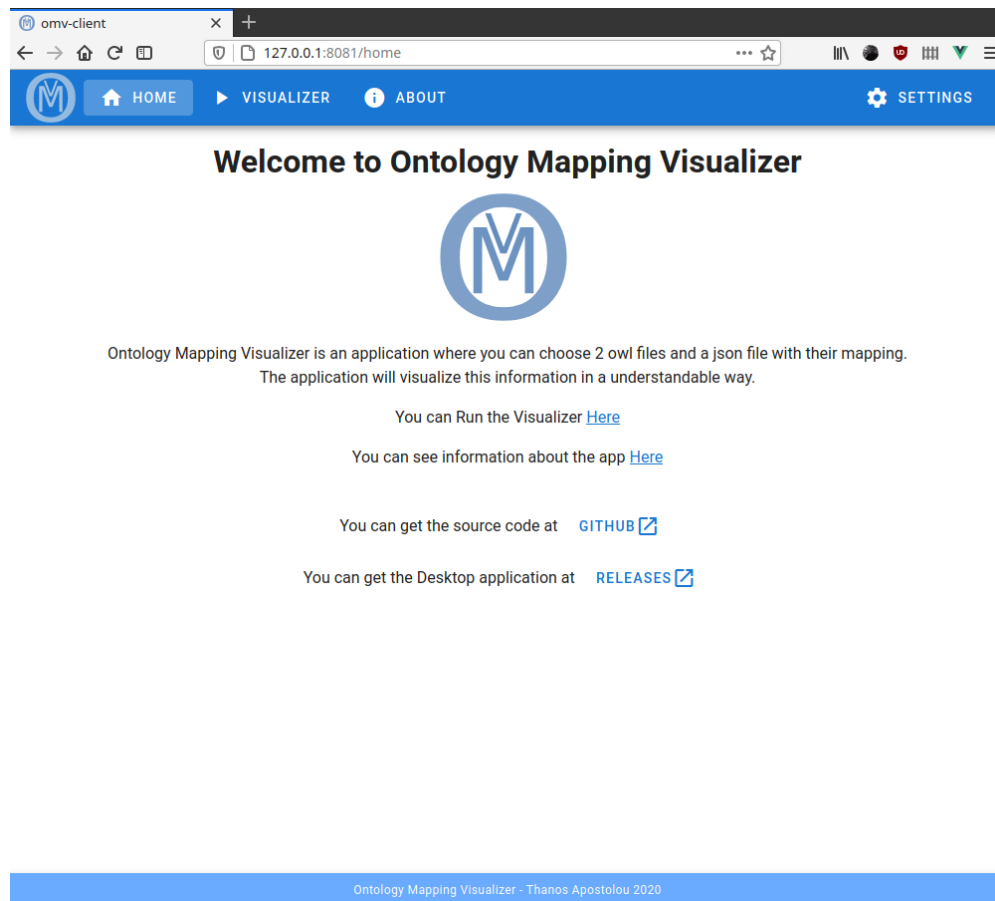 omv-client
127.0.0.1:8081/home
HOME VISUALIZER ABOUT SETTINGS
Welcome to Ontology Mapping Visualizer
Ontology Mapping Visualizer is an application where you can choose 2 owl files and a json file with their mapping.
The application will visualize this information in a understandable way.
You can Run the Visualizer Here
You can see information about the app Here
You can get the source code at GITHUB
You can get the Desktop application at RELEASES
Ontology Mapping Visualizer - Thanos Apostolou 2020